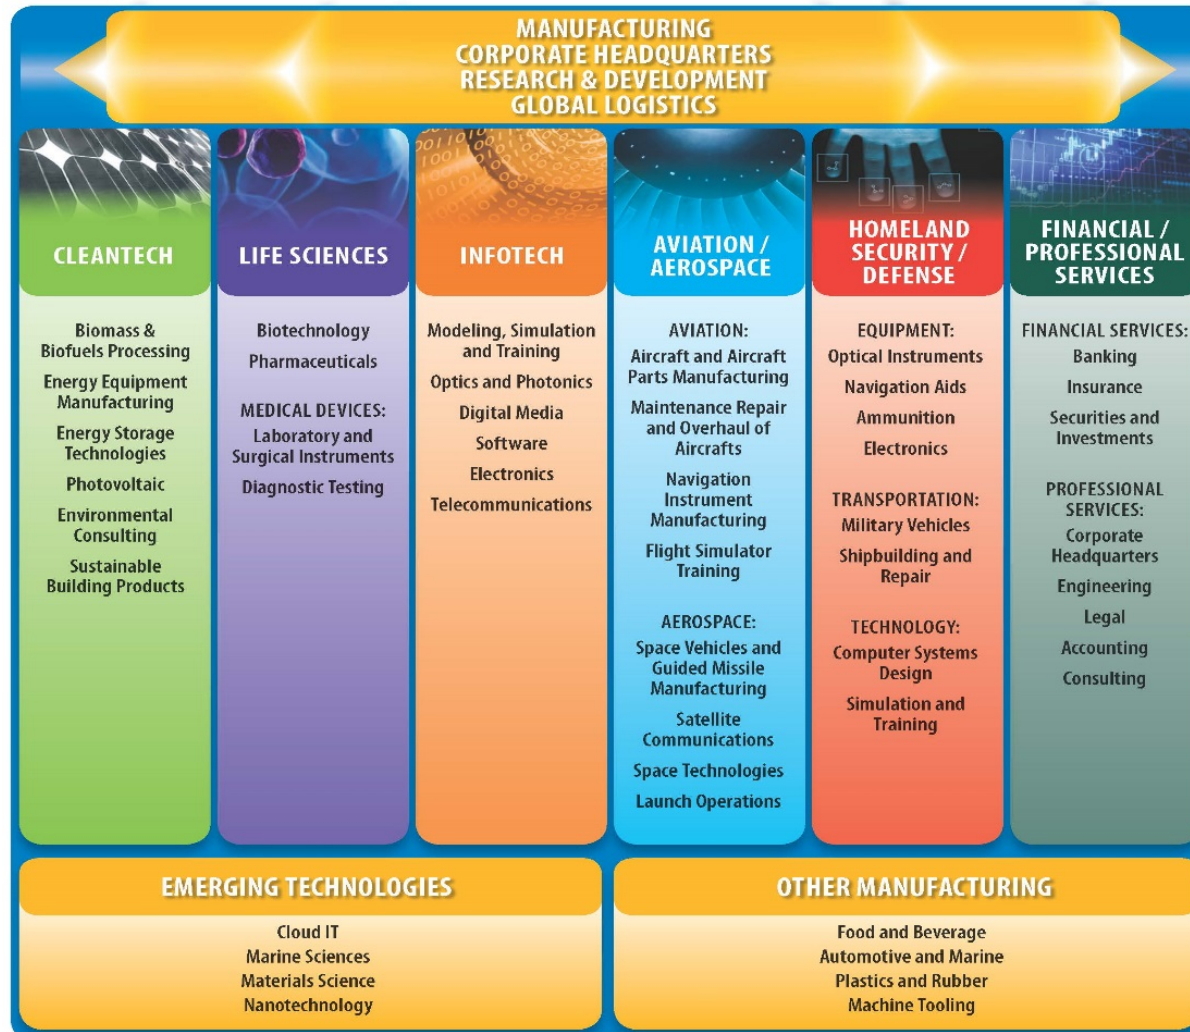 MANUFACTURING
CORPORATE HEADQUARTERS
RESEARCH & DEVELOPMENT
GLOBAL LOGISTICS
CLEANTECH
Biomass &
Biofuels Processing
Energy Equipment
Manufacturing
Energy Storage
Technologies
Photovoltaic
Environmental
Consulting
Sustainable
Building Products
LIFE SCIENCES
Biotechnology
Pharmaceuticals
MEDICAL DEVICES:
Laboratory and
Surgical Instruments
Diagnostic Testing
INFOTECH
Modeling, Simulation
and Training
Optics and Photonics
Digital Media
Software
Electronics
Telecommunications
AVIATION /
AEROSPACE
AVIATION:
Aircraft and Aircraft
Parts Manufacturing
Maintenance Repair
and Overhaul of
Aircrafts
Navigation
Instrument
Manufacturing
Flight Simulator
Training
AEROSPACE:
Space Vehicles and
Guided Missile
Manufacturing
Satellite
Communications
Space Technologies
Launch Operations
HOMELAND
SECURITY /
DEFENSE
EQUIPMENT:
Optical Instruments
Navigation Aids
Ammunition
Electronics
TRANSPORTATION:
Military Vehicles
Shipbuilding and
Repair
TECHNOLOGY:
Computer Systems
Design
Simulation and
Training
FINANCIAL /
PROFESSIONAL
SERVICES
FINANCIAL SERVICES:
Banking
Insurance
Securities and
Investments
PROFESSIONAL
SERVICES:
Corporate
Headquarters
Engineering
Legal
Accounting
Consulting
EMERGING TECHNOLOGIES
Cloud IT
Marine Sciences
Materials Science
Nanotechnology
OTHER MANUFACTURING
Food and Beverage
Automotive and Marine
Plastics and Rubber
Machine Tooling